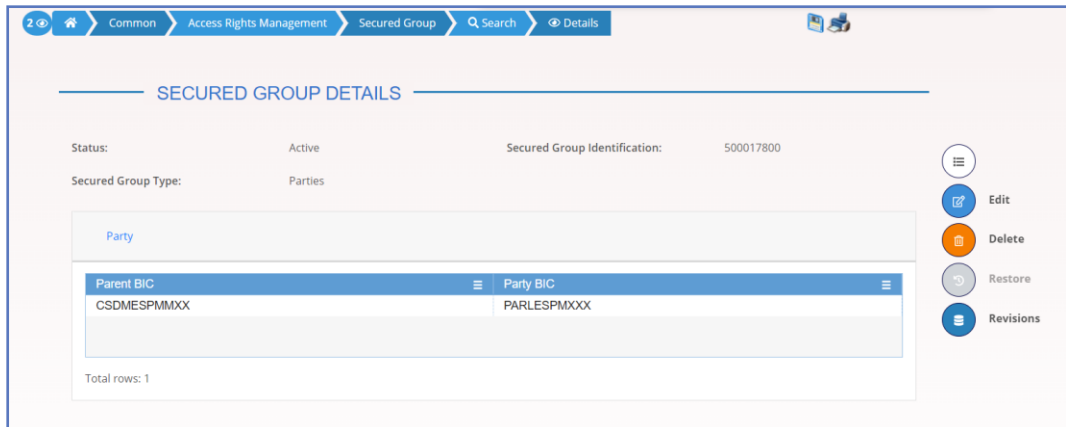 2 Common Access Rights Management Secured Group Search Details
SECURED GROUP DETAILS
Status: Active Secured Group Identification: 500017800
Secured Group Type: Parties
Edit
Party
Delete
Parent BIC Party BIC
Restore
CSDMESPMMXX PARLESPMXXX
Revisions
Total rows: 1